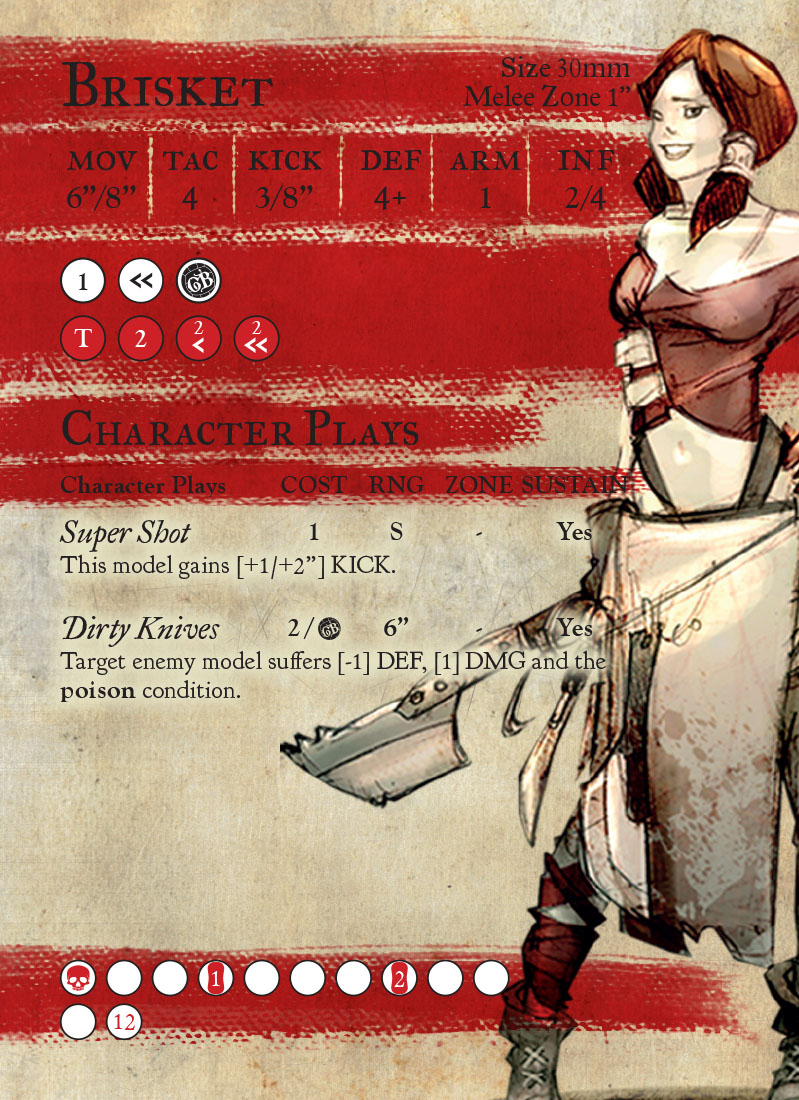 Brisket
Size 30mm
Melee Zone 1”
MOV TAC KICK DEF ARM INF
6”/8” 4 3/8” 4+ 1 2/4
1 << GB
T 2 2 < 2 <<
Character Plays
Character Plays COST RNG ZONE SUSTAIN
Super Shot 1 S - Yes
This model gains [+1/+2”] KICK.
Dirty Knives 2/GB 6” - Yes
Target enemy model suffers [-1] DEF, [1] DMG and the
poison condition.
1 2
12